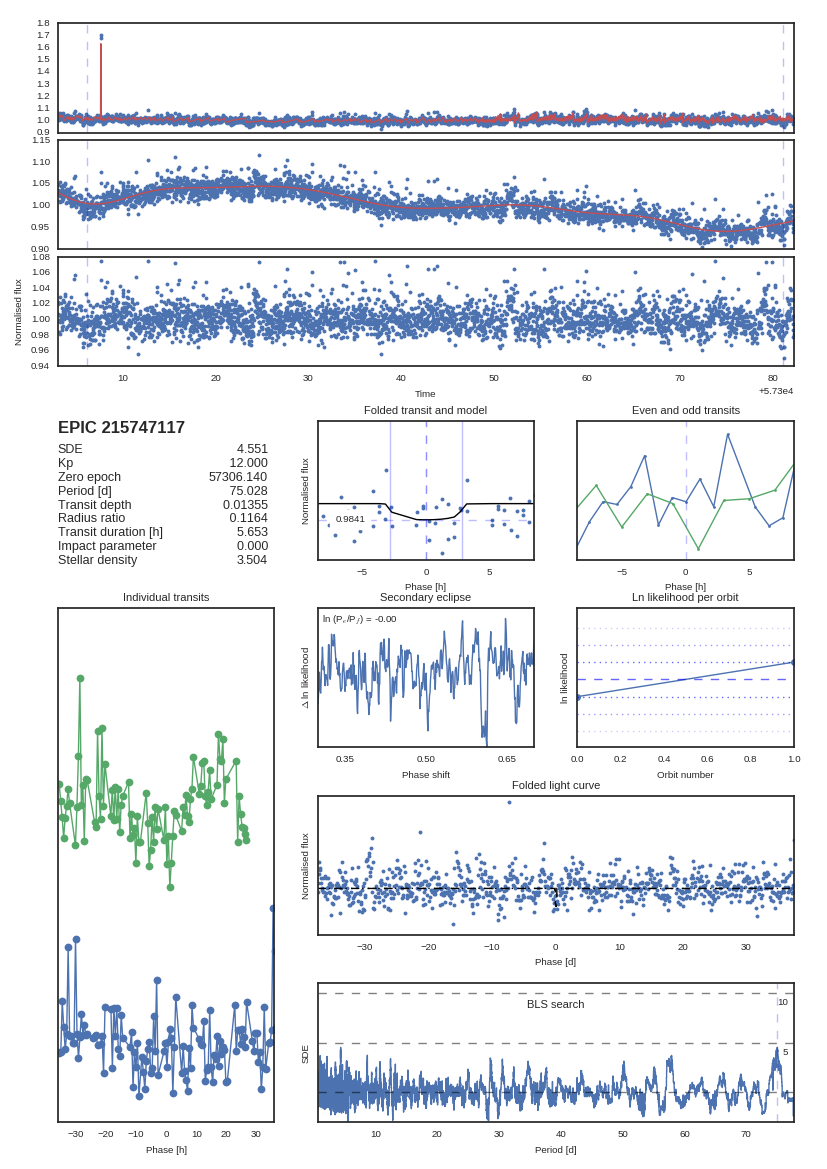 1.8
1.7
1.6
1.5
1.4
1.3
1.2
1.1
1.0
0.9
1.15
1.10
1.05
1.00
0.95
0.90
1.08
1.06
1.04
1.02
1.00
0.98
0.96
0.94
Normalised flux
10 20 30 40 50 60 70 80
Time
+5.73e4
EPIC 215747117
SDE 4.551
Kp 12.000
Zero epoch 57306.140
Period [d] 75.028
Transit depth 0.01355
Radius ratio 0.1164
Transit duration [h] 5.653
Impact parameter 0.000
Stellar density 3.504
Folded transit and model
Normalised flux
0.9841
−5 0 5
Phase [h]
Even and odd transits
−5 0 5
Phase [h]
Individual transits
−30 −20 −10 0 10 20 30
Phase [h]
Secondary eclipse
ln (Pₑ/Pf) = -0.00
Δ ln likelihood
0.35 0.50 0.65
Phase shift
Ln likelihood per orbit
ln likelihood
0.0 0.2 0.4 0.6 0.8 1.0
Orbit number
Folded light curve
Normalised flux
−30 −20 −10 0 10 20 30
Phase [d]
BLS search
10
5
SDE
10 20 30 40 50 60 70
Period [d]